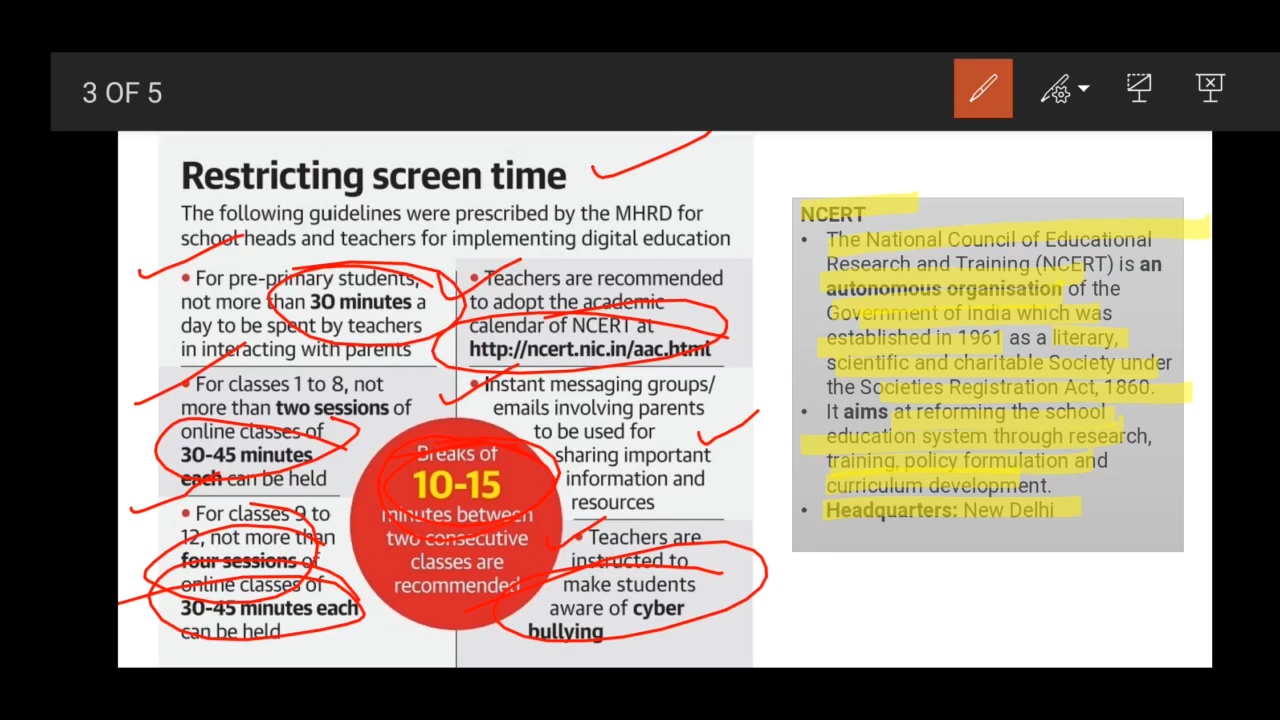 3 OF 5
Restricting screen time
The following guidelines were prescribed by the MHRD for
school heads and teachers for implementing digital education
• For pre-primary students,
not more than 30 minutes a
day to be spent by teachers
in interacting with parents
• For classes 1 to 8, not
more than two sessions of
online classes of
30-45 minutes
each can be held
• For classes 9 to
12, not more than
four sessions of
online classes of
30-45 minutes each
can be held
Breaks of
10-15
minutes between
two consecutive
classes are
recommended
• Teachers are recommended
to adopt the academic
calendar of NCERT at
http://ncert.nic.in/aac.html
• Instant messaging groups/
emails involving parents
to be used for
sharing important
information and
resources
• Teachers are
instructed to
make students
aware of cyber
bullying
NCERT
• The National Council of Educational
Research and Training (NCERT) is an
autonomous organisation of the
Government of India which was
established in 1961 as a literary,
scientific and charitable Society under
the Societies Registration Act, 1860.
• It aims at reforming the school
education system through research,
training, policy formulation and
curriculum development.
• Headquarters: New Delhi